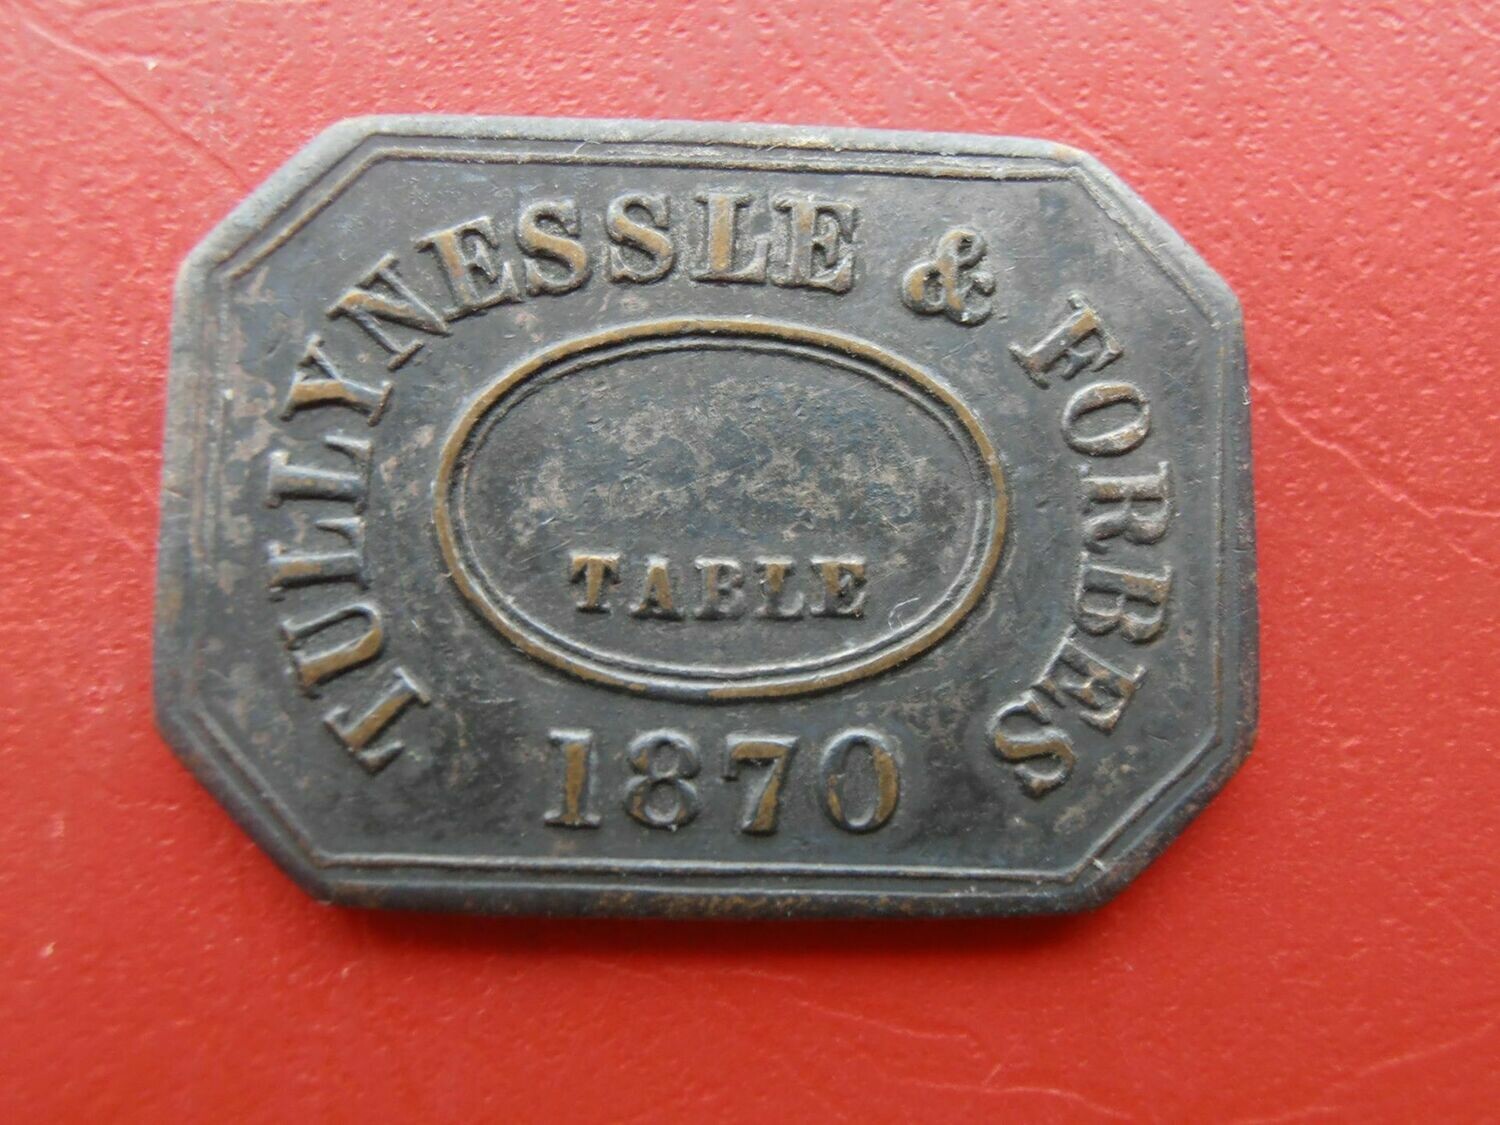 TULLYNESSLE & FORBES
TABLE
1870